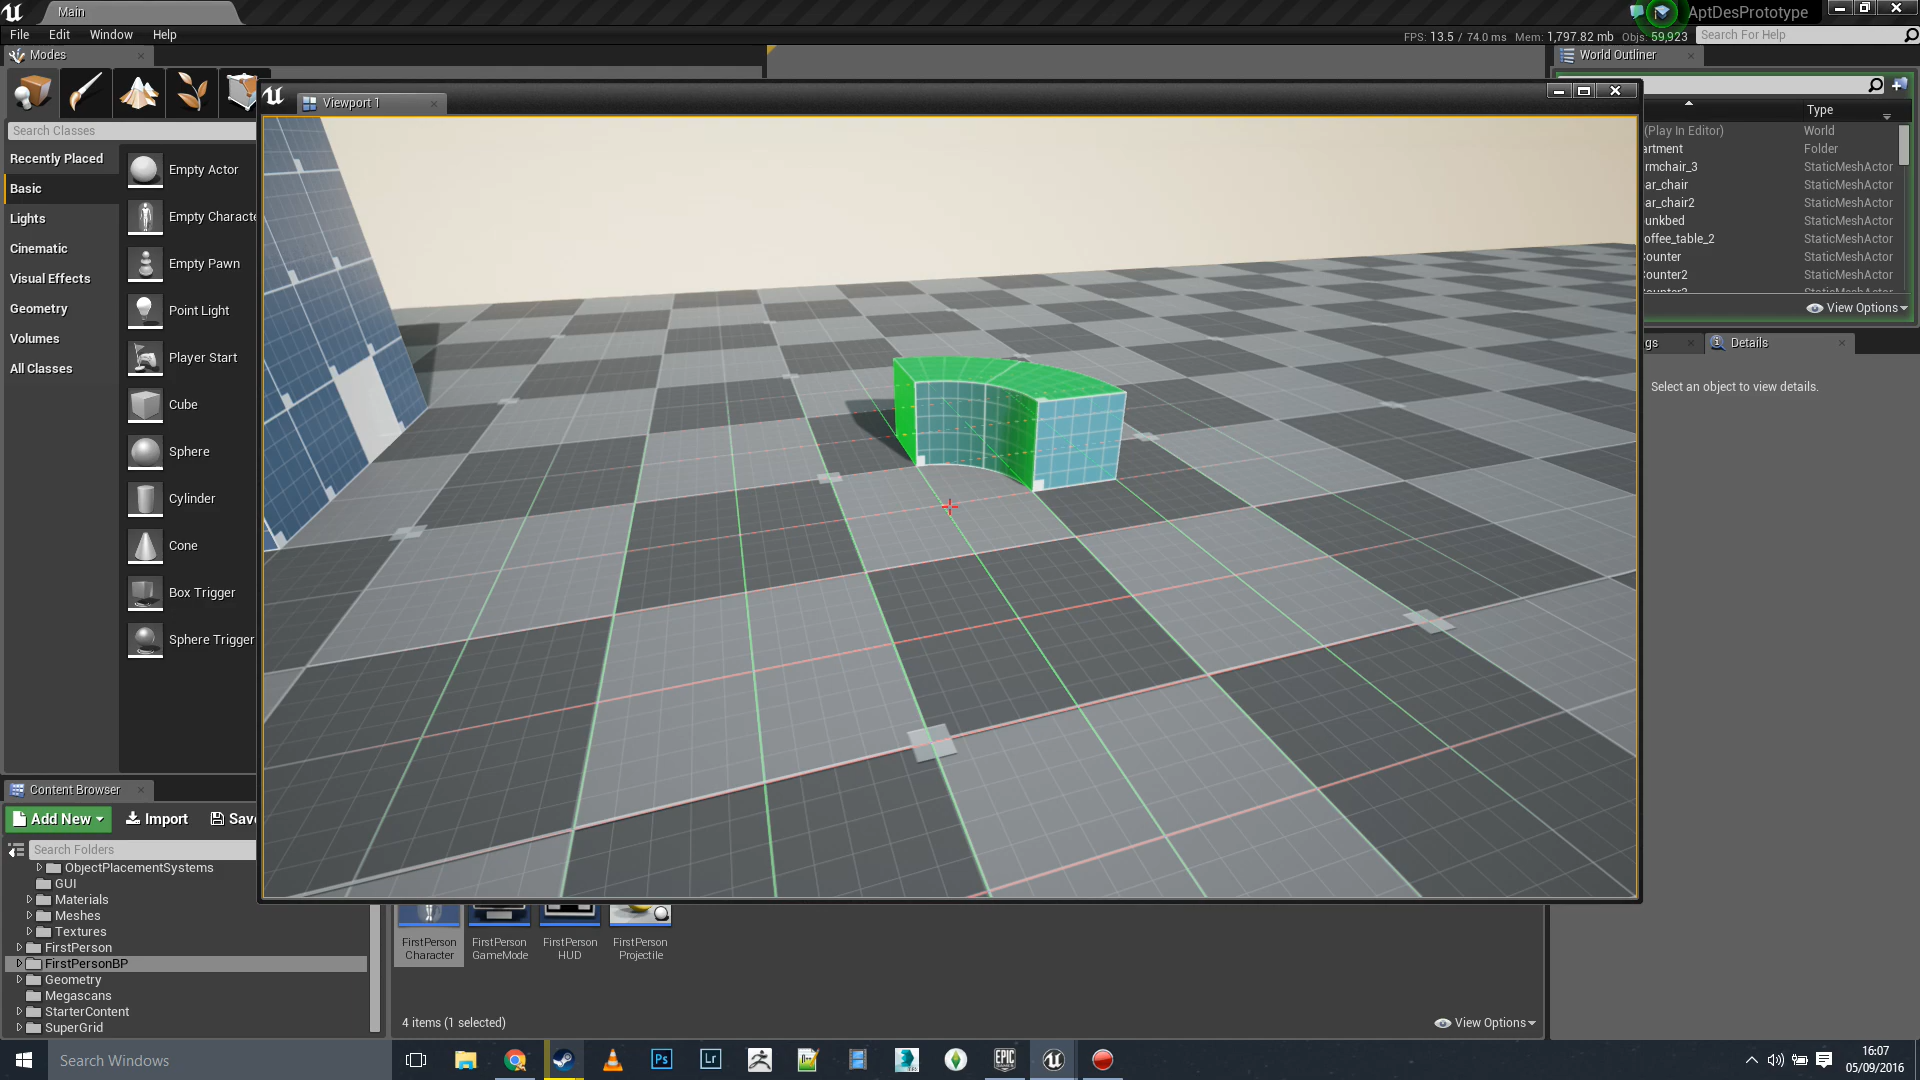 Main
AptDesPrototype
File Edit Window Help
FPS: 13.5 / 74.0 ms Mem: 1,797.82 mb Objs: 59,923
Search For Help
Modes
World Outliner
Viewport 1
Search Classes
Type
Recently Placed
Basic
Lights
Cinematic
Visual Effects
Geometry
Volumes
All Classes
Empty Actor
Empty Characte
Empty Pawn
Point Light
Player Start
Cube
Sphere
Cylinder
Cone
Box Trigger
Sphere Trigger
(Play In Editor) World
artment Folder
rmchair_3 StaticMeshActor
ar_chair StaticMeshActor
ar_chair2 StaticMeshActor
unkbed StaticMeshActor
offee_table_2 StaticMeshActor
ounter StaticMeshActor
ounter2 StaticMeshActor
View Options
gs
Details
Select an object to view details.
Content Browser
Add New
Import
Save
Search Folders
ObjectPlacementSystems
GUI
Materials
Meshes
Textures
FirstPerson
FirstPersonBP
Geometry
Megascans
StarterContent
SuperGrid
FirstPerson
Character
FirstPerson
GameMode
FirstPerson
HUD
FirstPerson
Projectile
4 items (1 selected)
View Options
Search Windows
Ps
Lr
EPIC
16:07
05/09/2016